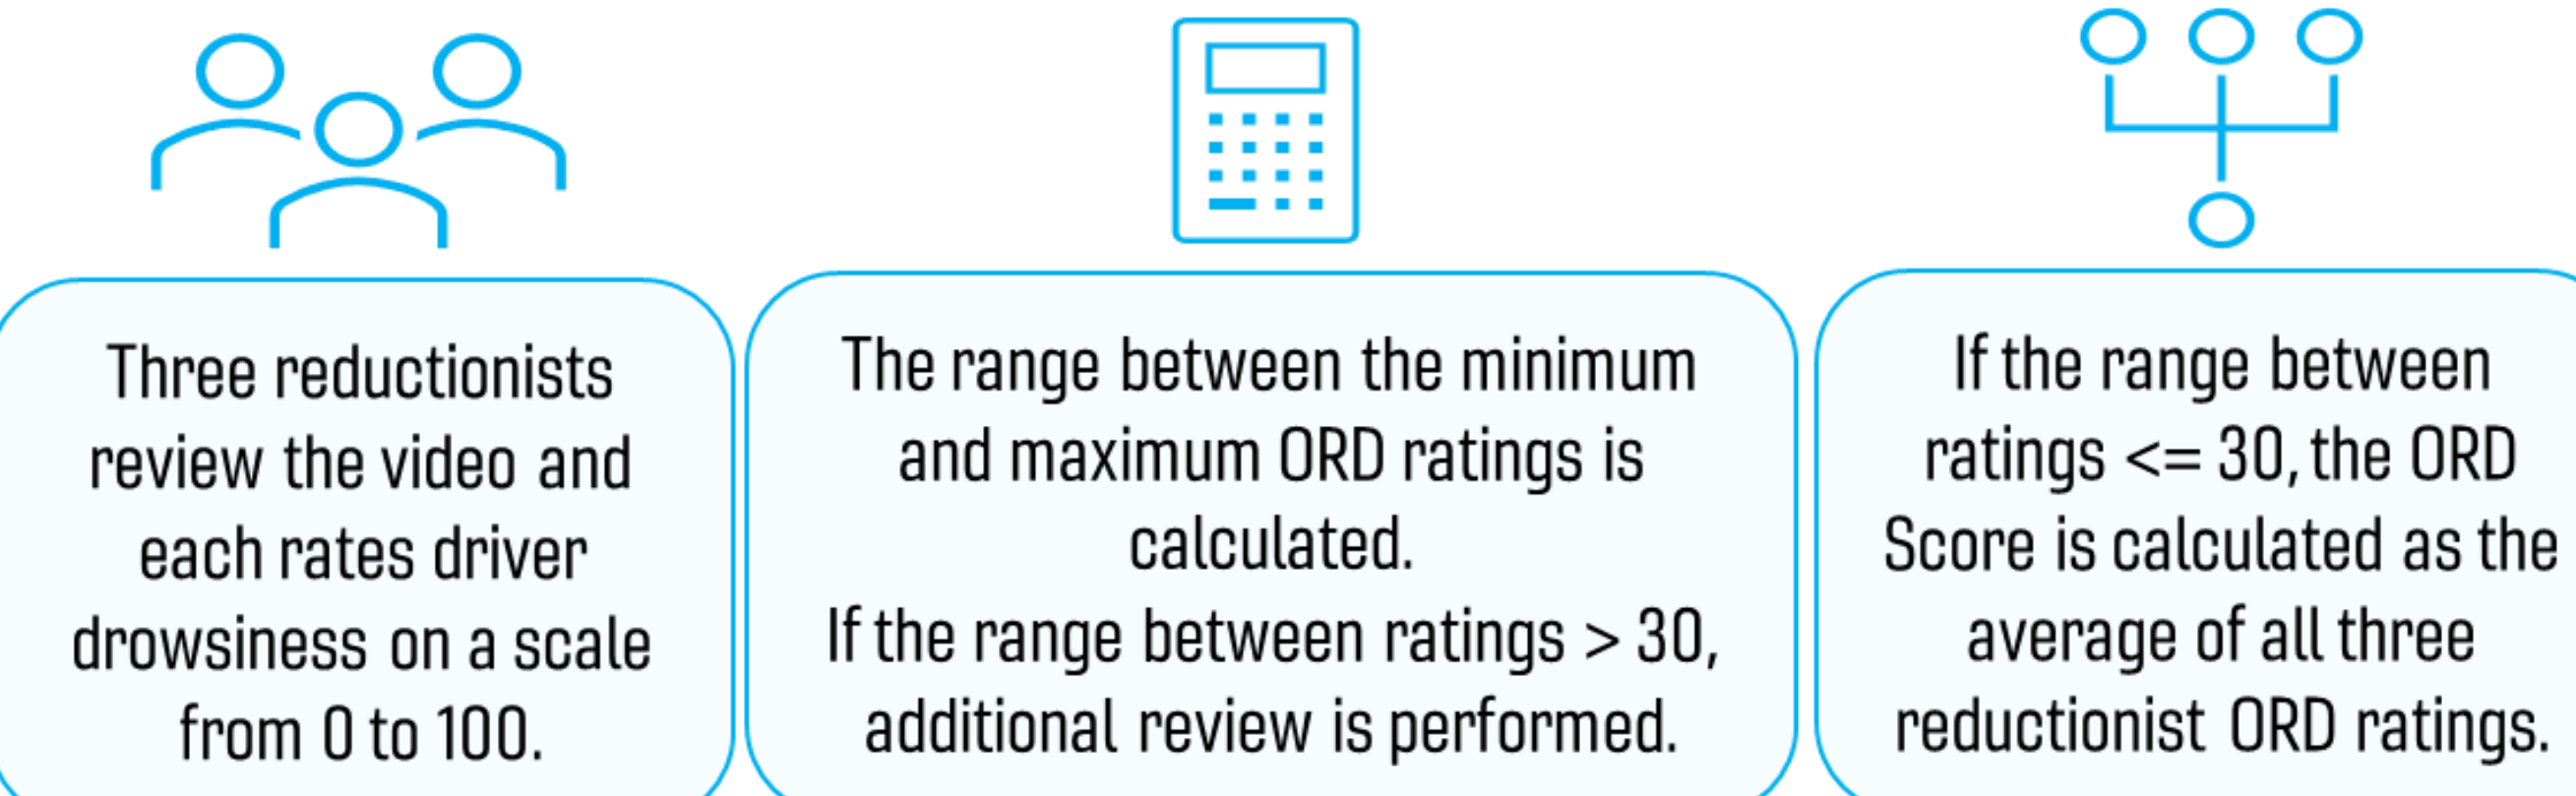 Three reductionists
review the video and
each rates driver
drowsiness on a scale
from 0 to 100.
The range between the minimum
and maximum ORD ratings is
calculated.
If the range between ratings > 30,
additional review is performed.
If the range between
ratings <= 30, the ORD
Score is calculated as the
average of all three
reductionist ORD ratings.